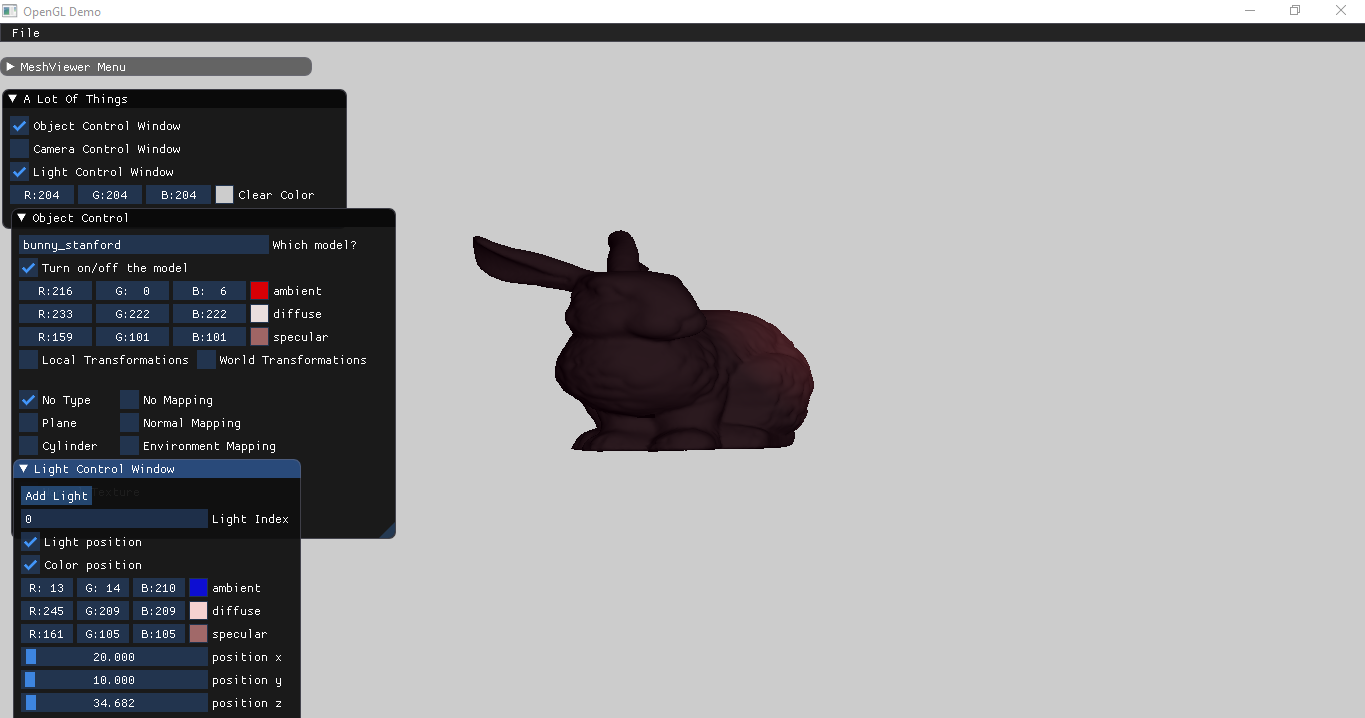 OpenGL Demo
File
MeshViewer Menu
A Lot Of Things
Object Control Window
Camera Control Window
Light Control Window
R:204 G:204 B:204 Clear Color
Object Control
bunny_stanford Which model?
Turn on/off the model
R:216 G: 0 B: 6 ambient
R:233 G:222 B:222 diffuse
R:159 G:101 B:101 specular
Local Transformations World Transformations
No Type No Mapping
Plane Normal Mapping
Cylinder Environment Mapping
Light Control Window
Add Light
0 Light Index
Light position
Color position
R: 13 G: 14 B:210 ambient
R:245 G:209 B:209 diffuse
R:161 G:105 B:105 specular
20.000 position x
10.000 position y
34.682 position z